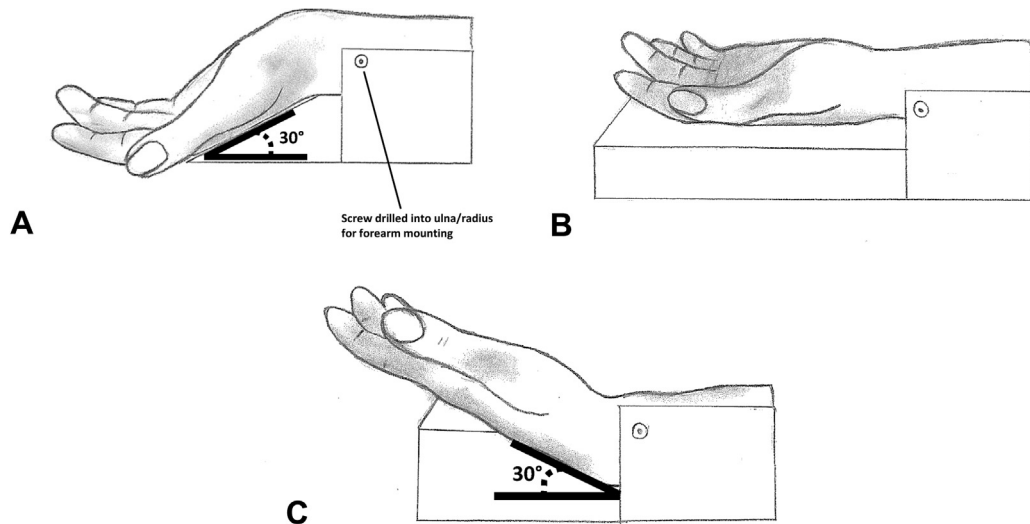 30°
Screw drilled into ulna/radius
for forearm mounting
A
B
30°
C